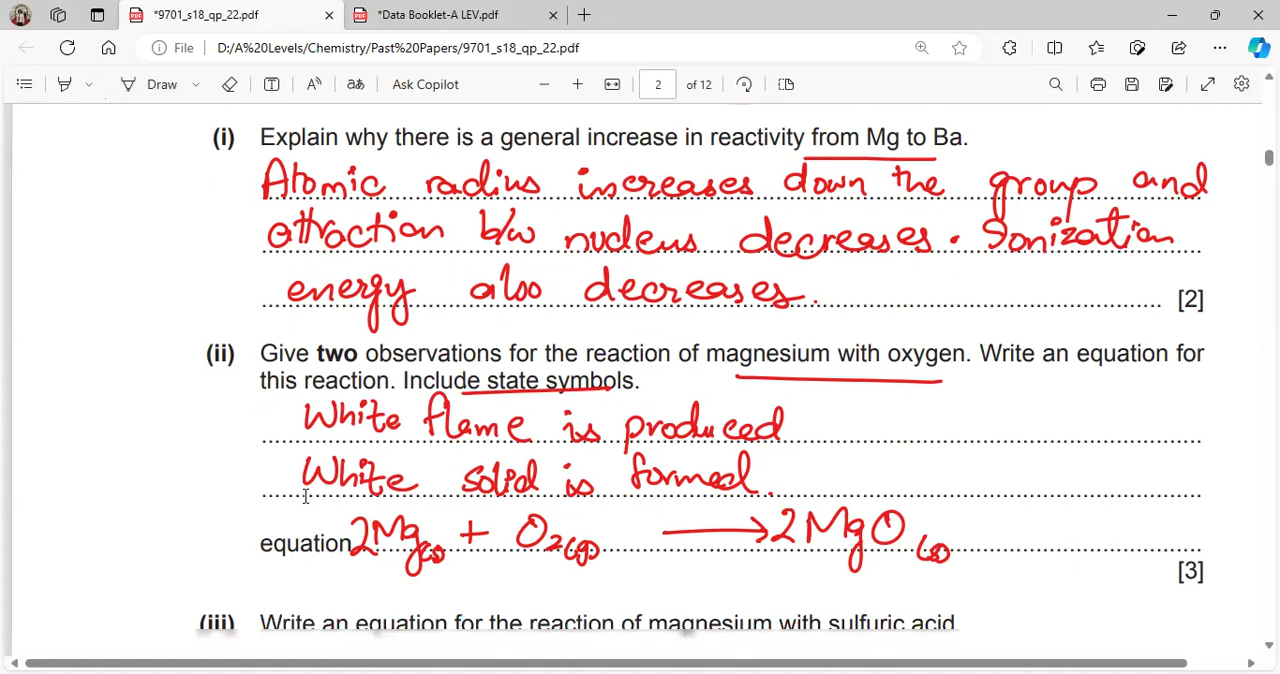 *9701_s18_qp_22.pdf
*Data Booklet-A LEV.pdf
File D:/A%20Levels/Chemistry/Past%20Papers/9701_s18_qp_22.pdf
Draw aあ Ask Copilot 2 of 12
(i) Explain why there is a general increase in reactivity from Mg to Ba.
Atomic radius increases down the group and
attraction b/w nucleus decreases. Ionization
energy also decreases.
[2]
(ii) Give two observations for the reaction of magnesium with oxygen. Write an equation for
this reaction. Include state symbols.
White flame is produced
White solid is formed.
equation 2Mg(s) + O2(g) → 2MgO(s)
[3]
(iii) Write an equation for the reaction of magnesium with sulfuric acid